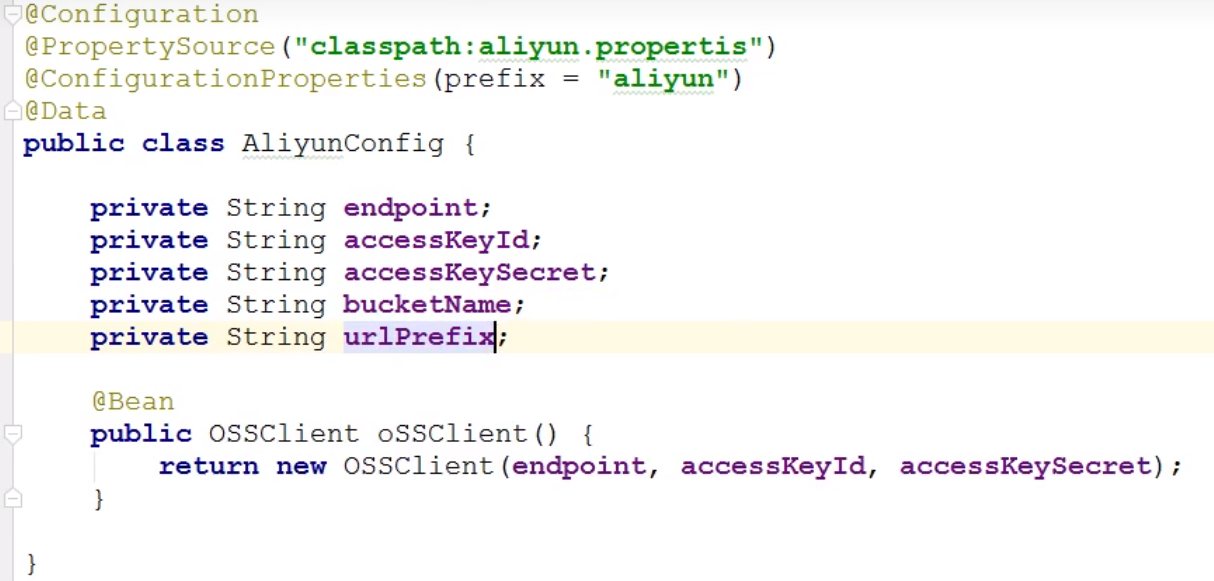 @Configuration
@PropertySource("classpath:aliyun.propertis")
@ConfigurationProperties(prefix = "aliyun")
@Data
public class AliyunConfig {
private String endpoint;
private String accessKeyId;
private String accessKeySecret;
private String bucketName;
private String urlPrefix;
@Bean
public OSSClient oSSClient() {
return new OSSClient(endpoint, accessKeyId, accessKeySecret);
}
}